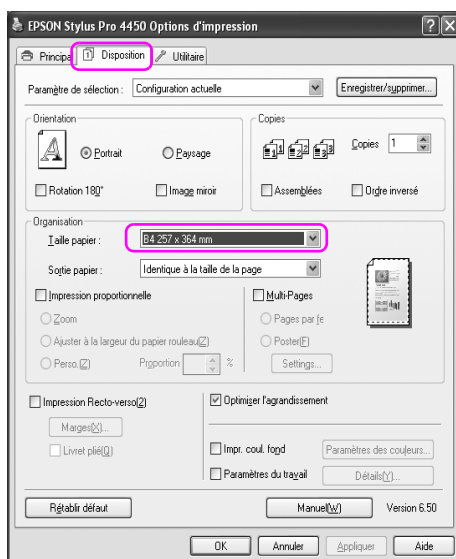 EPSON Stylus Pro 4450 Options d'impression
Principal Disposition Utilitaire
Paramètre de sélection : Configuration actuelle Enregistrer/supprimer...
Orientation Copies
A Portrait Paysage Copies 1
Rotation 180° Image miroir Assemblées Ordre inversé
Organisation
Taille papier : B4 257 x 364 mm
Sortie papier : Identique à la taille de la page
Impression proportionnelle Multi-Pages
Zoom Pages par fe
Ajuster à la largeur du papier rouleau(Z) Poster(F)
Perso.(Z) Proportion % Settings...
Impression Recto-verso(2) Optimiser l'agrandissement
Marges(X)...
Livret plié(Q) Impr. coul. fond Paramètres des couleurs...
Paramètres du travail Détails(Y)...
Rétablir défaut Manuel(W) Version 6.50
OK Annuler Appliquer Aide